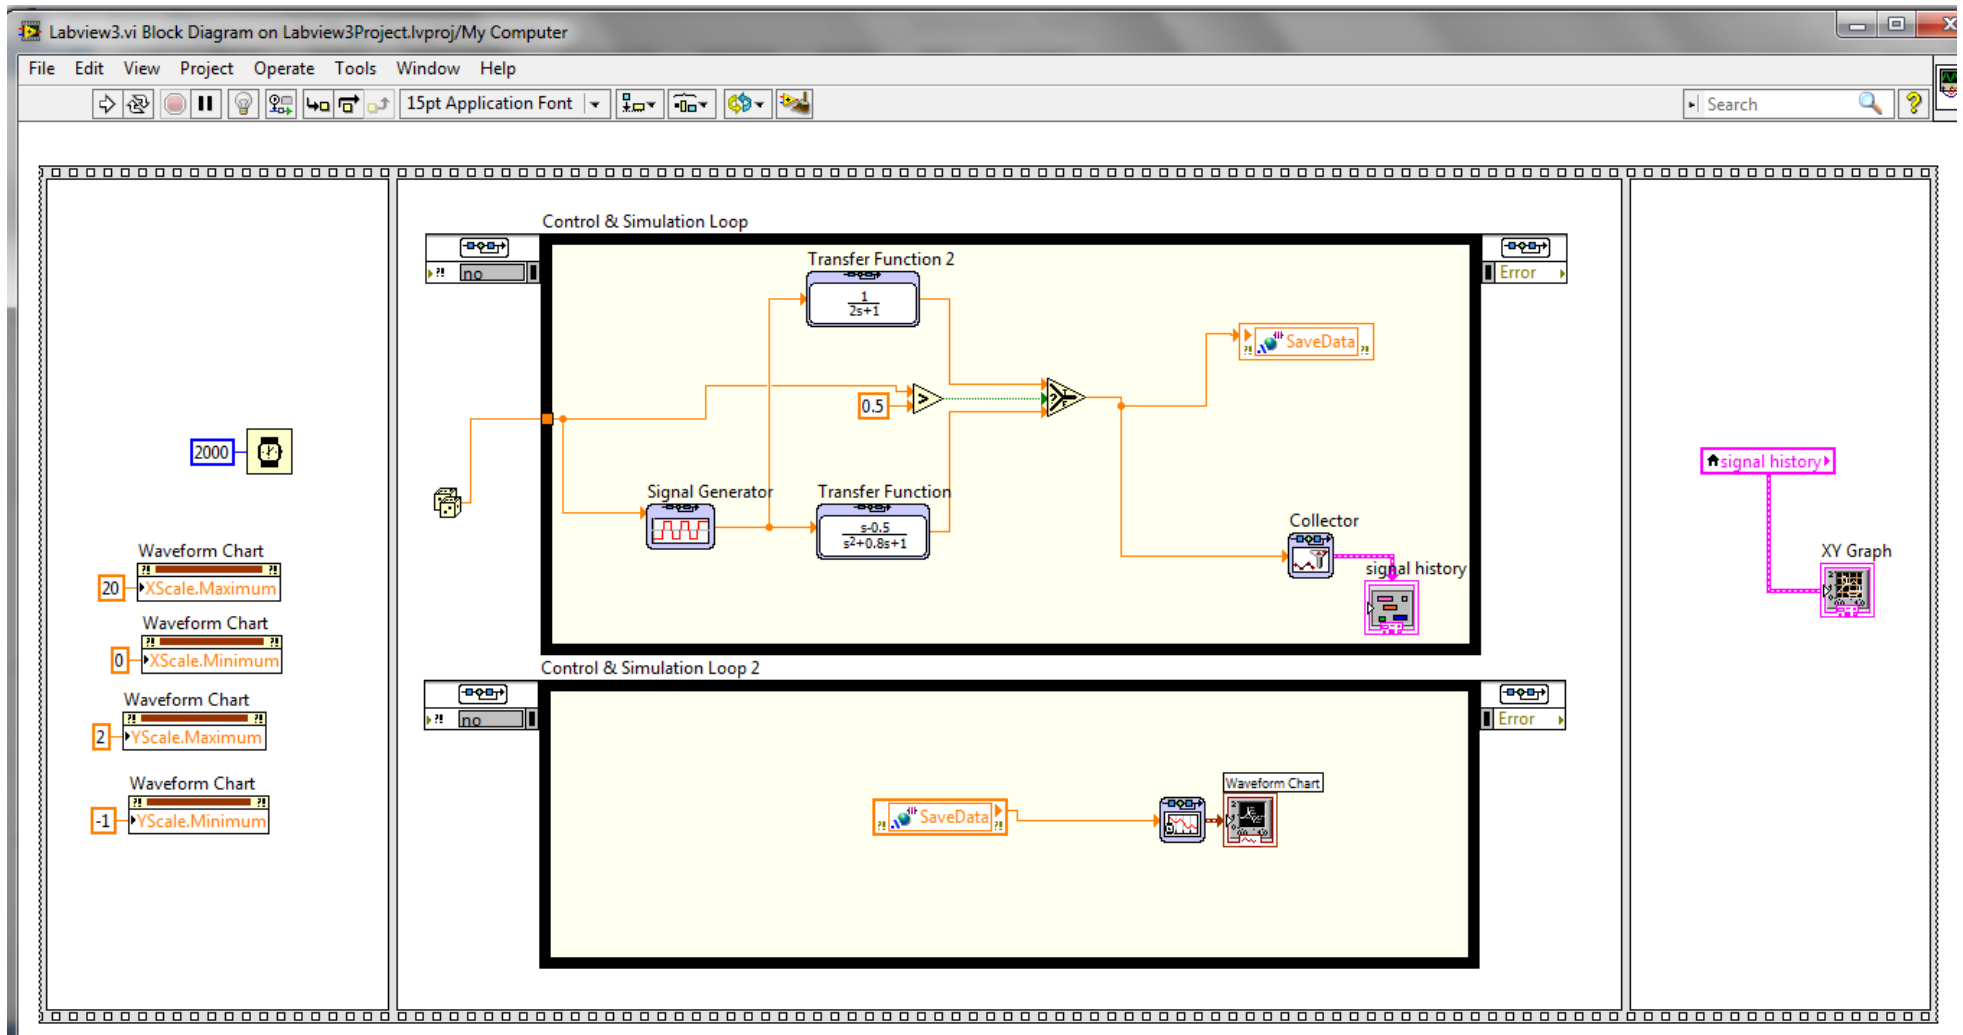 Labview3.vi Block Diagram on Labview3Project.lvproj/My Computer
File Edit View Project Operate Tools Window Help
15pt Application Font
Search
2000
Waveform Chart
20
XScale.Maximum
Waveform Chart
0
XScale.Minimum
Waveform Chart
2
YScale.Maximum
Waveform Chart
-1
YScale.Minimum
Control & Simulation Loop
no
Error
Transfer Function 2
1
2s+1
SaveData
0.5
>
?
T
F
Signal Generator
Transfer Function
s-0.5
s²+0.8s+1
Collector
signal history
Control & Simulation Loop 2
no
Error
SaveData
Waveform Chart
signal history
XY Graph